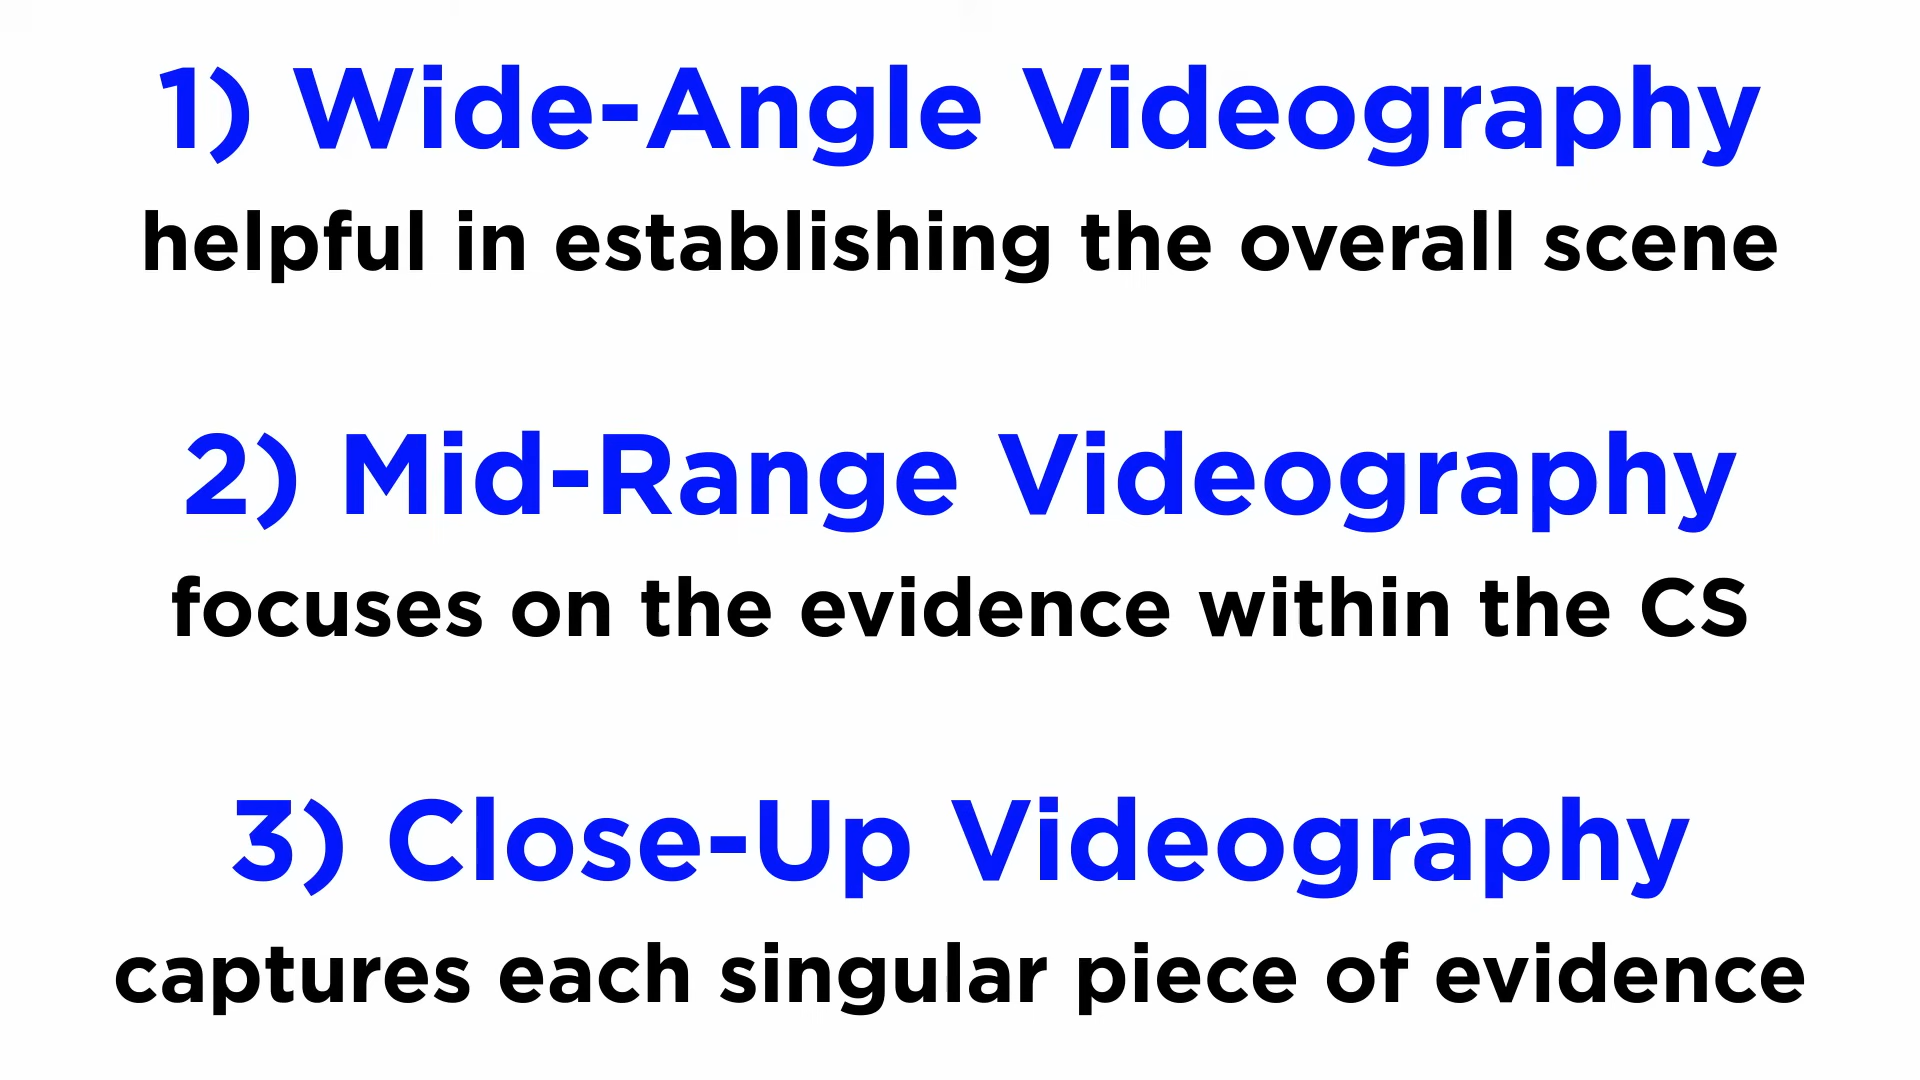 1) Wide-Angle Videography
helpful in establishing the overall scene
2) Mid-Range Videography
focuses on the evidence within the CS
3) Close-Up Videography
captures each singular piece of evidence